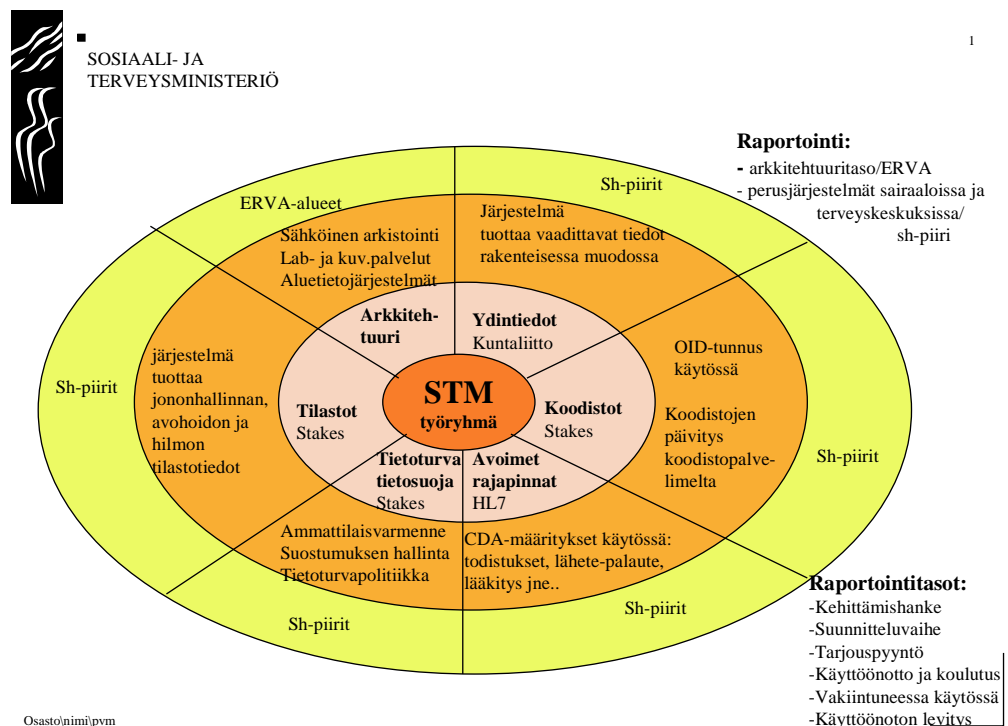 SOSIAALI- JA
TERVEYSMINISTERIÖ
1
Raportointi:
- arkkitehtuuritaso/ERVA
- perusjärjestelmät sairaaloissa ja
terveyskeskuksissa/
sh-piiri
ERVA-alueet
Sh-piirit
Sähköinen arkistointi
Lab- ja kuv.palvelut
Aluetietojärjestelmät
Järjestelmä
tuottaa vaadittavat tiedot
rakenteisessa muodossa
Arkkiteh-
tuuri
Ydintiedot
Kuntaliitto
Sh-piirit
järjestelmä
tuottaa
jononhallinnan,
avohoidon ja
hilmon
tilastotiedot
Tilastot
Stakes
STM
työryhmä
Koodistot
Stakes
OID-tunnus
käytössä
Koodistojen
päivitys
koodistopalve-
limelta
Sh-piirit
Tietoturva
tietosuoja
Stakes
Avoimet
rajapinnat
HL7
Ammattilaisvarmenne
Suostumuksen hallinta
Tietoturvapolitiikka
CDA-määritykset käytössä:
todistukset, lähete-palaute,
lääkitys jne..
Sh-piirit
Sh-piirit
Raportointitasot:
-Kehittämishanke
-Suunnitteluvaihe
-Tarjouspyyntö
-Käyttöönotto ja koulutus
-Vakiintuneessa käytössä
-Käyttöönoton levitys
Osasto\nimi\pvm